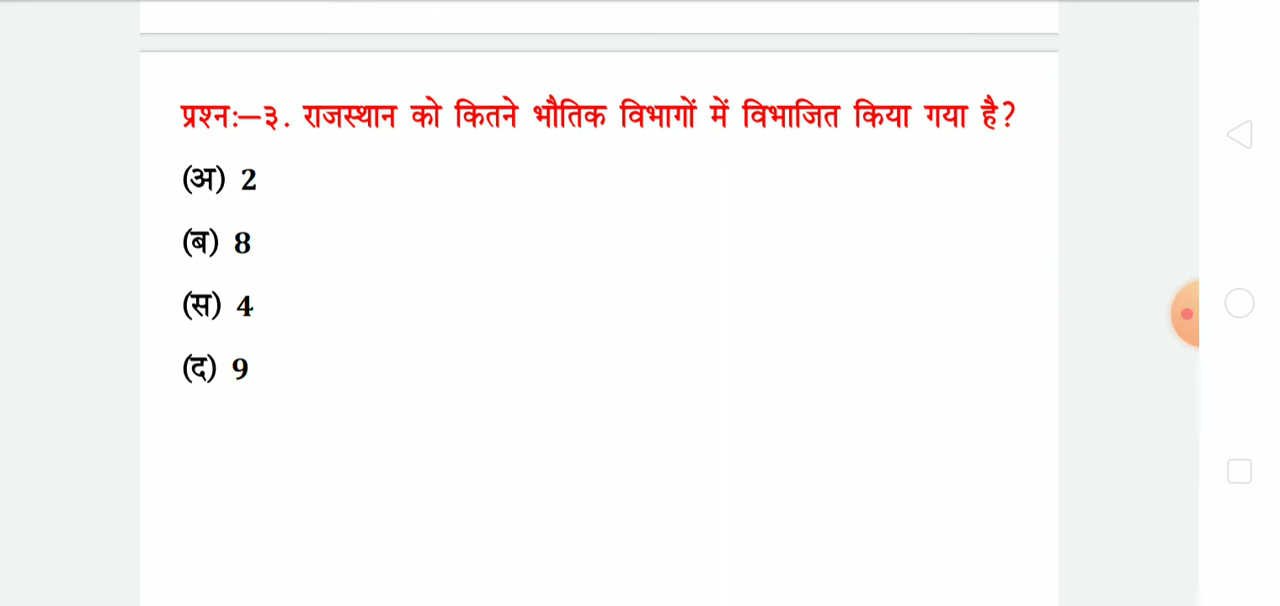 प्रश्नः–३. राजस्थान को कितने भौतिक विभागों में विभाजित किया गया है?
(अ) 2
(ब) 8
(स) 4
(द) 9